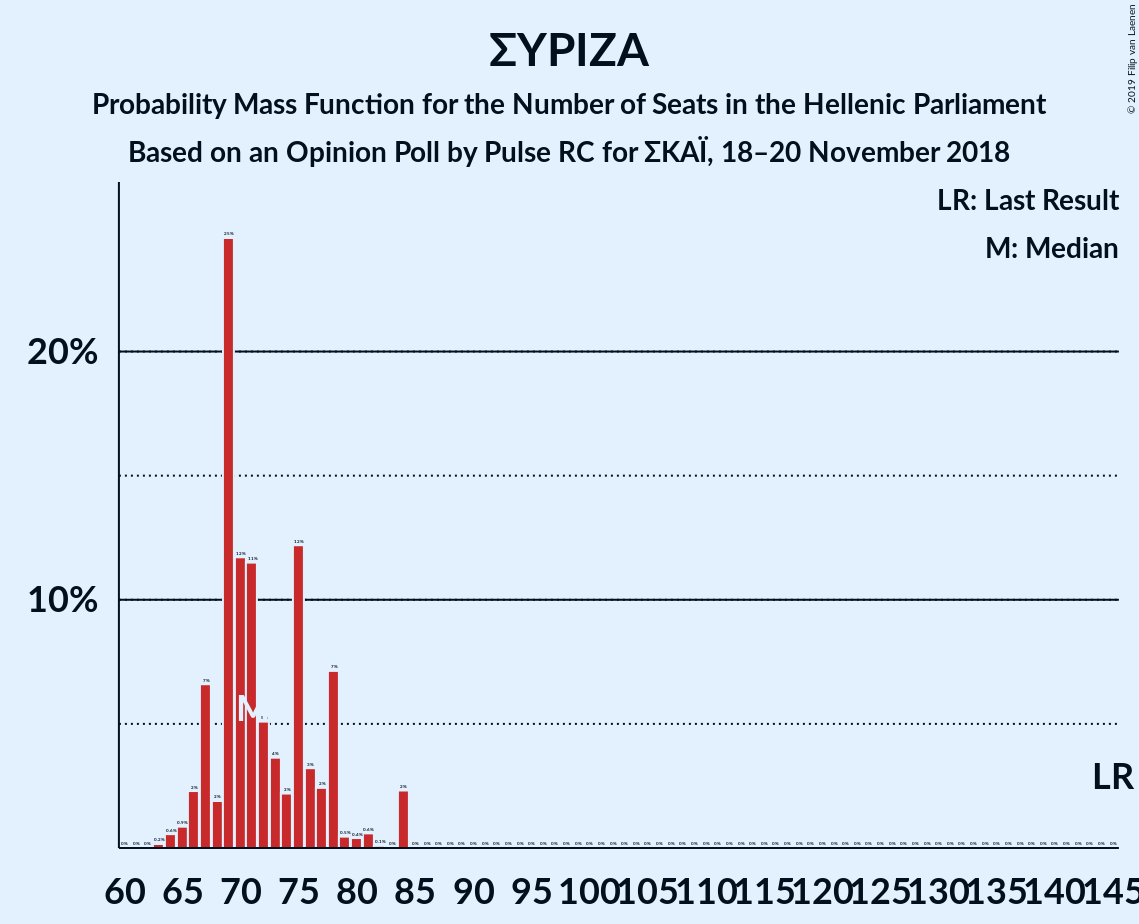 ΣΥΡΙΖΑ
Probability Mass Function for the Number of Seats in the Hellenic Parliament
Based on an Opinion Poll by Pulse RC for ΣΚΑΪ, 18–20 November 2018
© 2019 Filip van Laenen
LR: Last Result
M: Median
20%
10%
M
LR
60 65 70 75 80 85 90 95 100 105 110 115 120 125 130 135 140 145